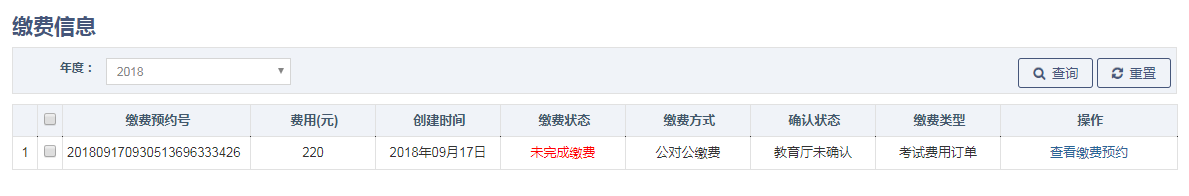 缴费信息
年度： 2018 查询 重置
缴费预约号 费用(元) 创建时间 缴费状态 缴费方式 确认状态 缴费类型 操作
1 201809170930513696333426 220 2018年09月17日 未完成缴费 公对公缴费 教育厅未确认 考试费用订单 查看缴费预约